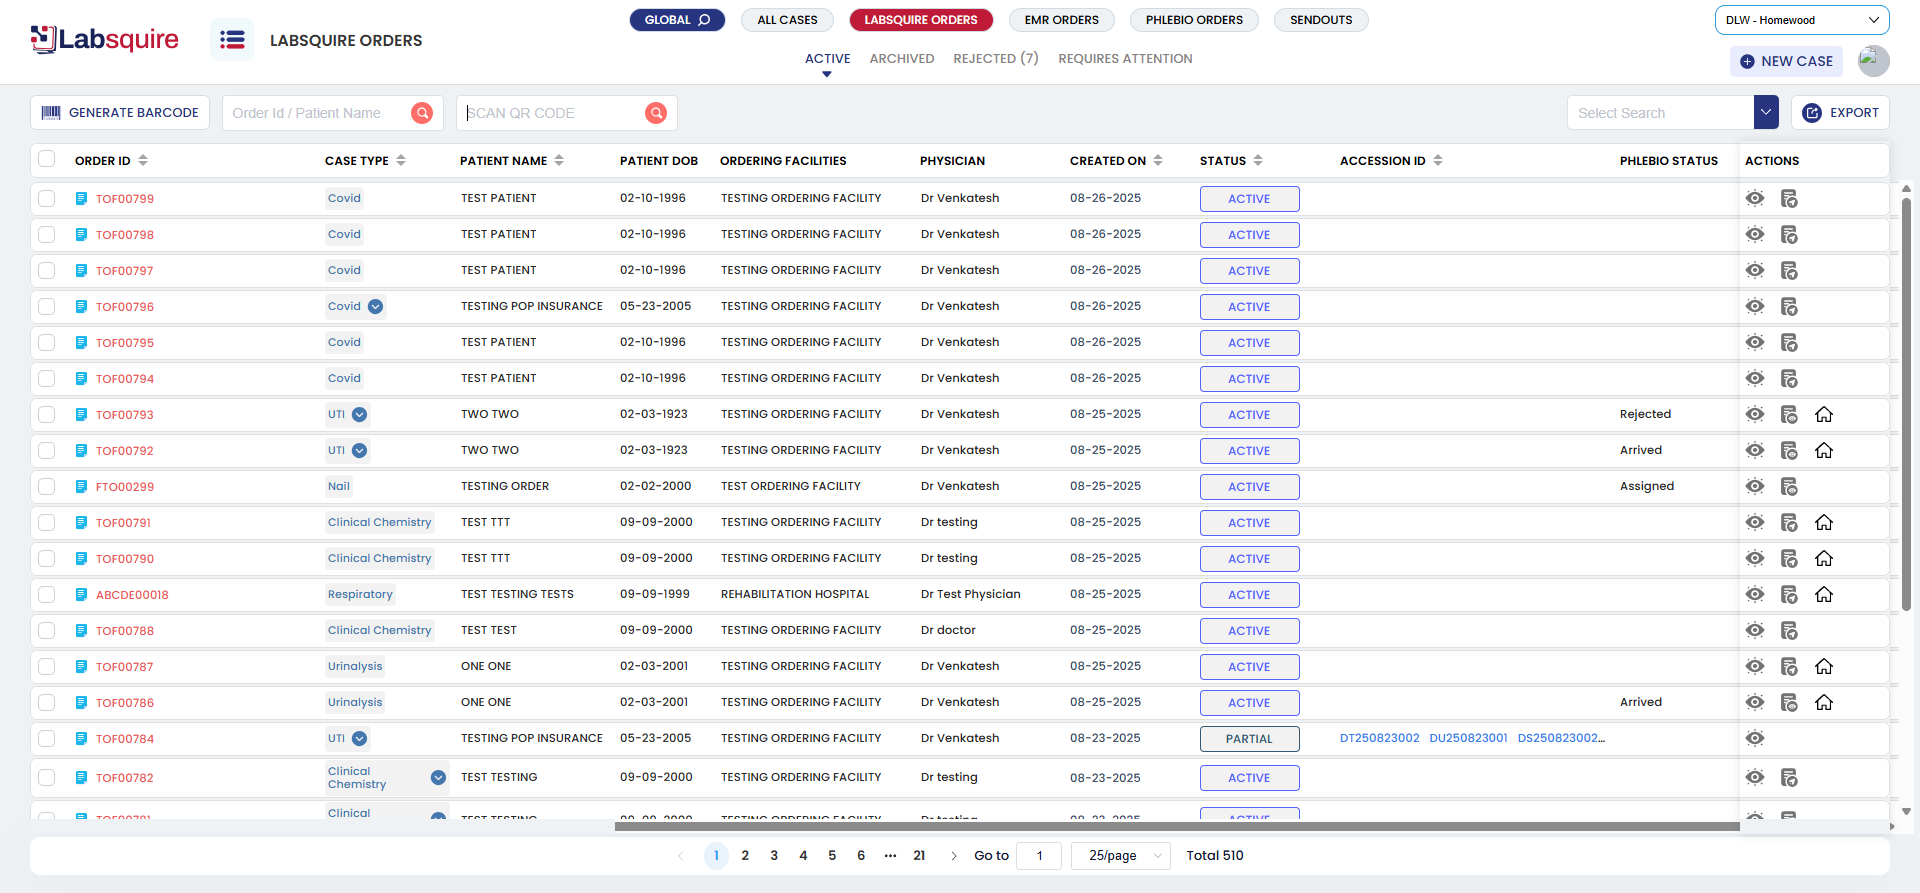 Labsquire
LABSQUIRE ORDERS
GLOBAL
ALL CASES
LABSQUIRE ORDERS
EMR ORDERS
PHLEBIO ORDERS
SENDOUTS
DLW - Homewood
ACTIVE
ARCHIVED
REJECTED (7)
REQUIRES ATTENTION
NEW CASE
GENERATE BARCODE
Order Id / Patient Name
SCAN QR CODE
Select Search
EXPORT
ORDER ID CASE TYPE PATIENT NAME PATIENT DOB ORDERING FACILITIES PHYSICIAN CREATED ON STATUS ACCESSION ID PHLEBIO STATUS ACTIONS
TOF00799 Covid TEST PATIENT 02-10-1996 TESTING ORDERING FACILITY Dr Venkatesh 08-26-2025 ACTIVE
TOF00798 Covid TEST PATIENT 02-10-1996 TESTING ORDERING FACILITY Dr Venkatesh 08-26-2025 ACTIVE
TOF00797 Covid TEST PATIENT 02-10-1996 TESTING ORDERING FACILITY Dr Venkatesh 08-26-2025 ACTIVE
TOF00796 Covid TESTING POP INSURANCE 05-23-2005 TESTING ORDERING FACILITY Dr Venkatesh 08-26-2025 ACTIVE
TOF00795 Covid TEST PATIENT 02-10-1996 TESTING ORDERING FACILITY Dr Venkatesh 08-26-2025 ACTIVE
TOF00794 Covid TEST PATIENT 02-10-1996 TESTING ORDERING FACILITY Dr Venkatesh 08-26-2025 ACTIVE
TOF00793 UTI TWO TWO 02-03-1923 TESTING ORDERING FACILITY Dr Venkatesh 08-25-2025 ACTIVE Rejected
TOF00792 UTI TWO TWO 02-03-1923 TESTING ORDERING FACILITY Dr Venkatesh 08-25-2025 ACTIVE Arrived
FTO00299 Nail TESTING ORDER 02-02-2000 TEST ORDERING FACILITY Dr Venkatesh 08-25-2025 ACTIVE Assigned
TOF00791 Clinical Chemistry TEST TTT 09-09-2000 TESTING ORDERING FACILITY Dr testing 08-25-2025 ACTIVE
TOF00790 Clinical Chemistry TEST TTT 09-09-2000 TESTING ORDERING FACILITY Dr testing 08-25-2025 ACTIVE
ABCDE00018 Respiratory TEST TESTING TESTS 09-09-1999 REHABILITATION HOSPITAL Dr Test Physician 08-25-2025 ACTIVE
TOF00788 Clinical Chemistry TEST TEST 09-09-2000 TESTING ORDERING FACILITY Dr doctor 08-25-2025 ACTIVE
TOF00787 Urinalysis ONE ONE 02-03-2001 TESTING ORDERING FACILITY Dr Venkatesh 08-25-2025 ACTIVE
TOF00786 Urinalysis ONE ONE 02-03-2001 TESTING ORDERING FACILITY Dr Venkatesh 08-25-2025 ACTIVE Arrived
TOF00784 UTI TESTING POP INSURANCE 05-23-2005 TESTING ORDERING FACILITY Dr Venkatesh 08-23-2025 PARTIAL DT250823002 DU250823001 DS250823002...
TOF00782 Clinical Chemistry TEST TESTING 09-09-2000 TESTING ORDERING FACILITY Dr testing 08-23-2025 ACTIVE
TOF00781 Clinical TEST TESTING 09-09-2000 TESTING ORDERING FACILITY Dr testing 08-23-2025 ACTIVE
1 2 3 4 5 6 ••• 21 Go to 1 25/page Total 510